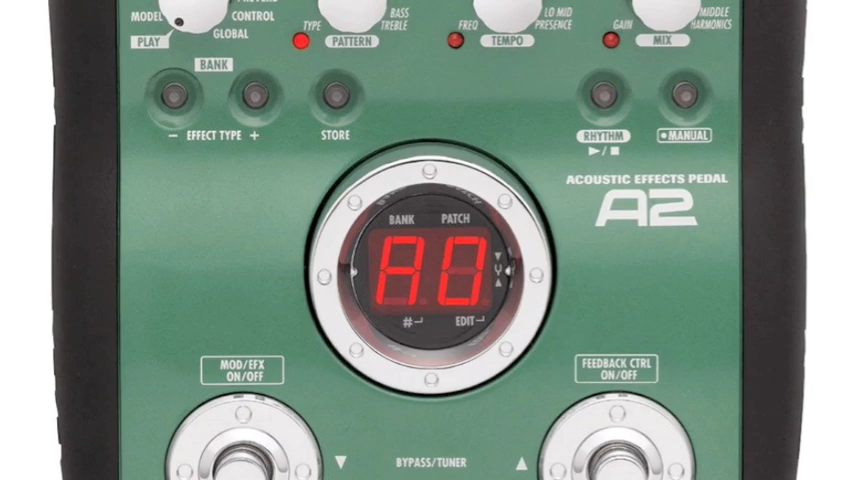 MODEL
CONTROL
GLOBAL
PLAY
TYPE
PATTERN
BASS
TREBLE
FREQ
TEMPO
LO MID
PRESENCE
GAIN
MIX
MIDDLE
HARMONICS
BANK
− EFFECT TYPE +
STORE
RHYTHM
▶/■
●MANUAL
ACOUSTIC EFFECTS PEDAL
A2
BANK PATCH
A0
# EDIT
MOD/EFX
ON/OFF
FEEDBACK CTRL
ON/OFF
▼ BYPASS/TUNER ▲